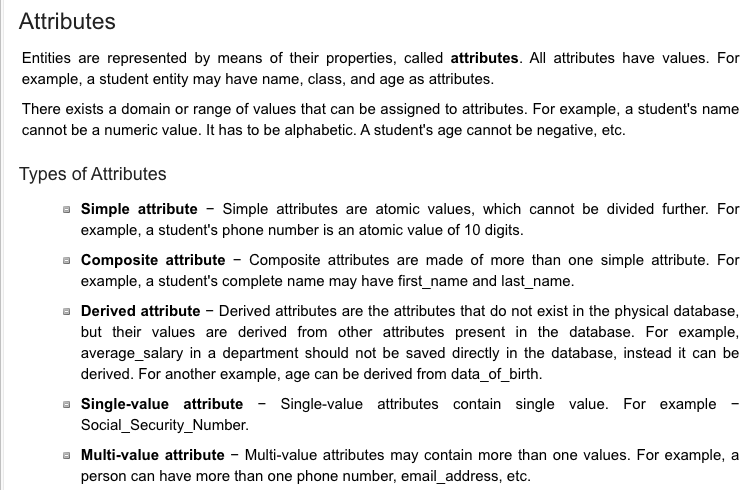 Attributes
Entities are represented by means of their properties, called attributes. All attributes have values. For
example, a student entity may have name, class, and age as attributes.
There exists a domain or range of values that can be assigned to attributes. For example, a student's name
cannot be a numeric value. It has to be alphabetic. A student's age cannot be negative, etc.
Types of Attributes
Simple attribute − Simple attributes are atomic values, which cannot be divided further. For
example, a student's phone number is an atomic value of 10 digits.
Composite attribute − Composite attributes are made of more than one simple attribute. For
example, a student's complete name may have first_name and last_name.
Derived attribute − Derived attributes are the attributes that do not exist in the physical database,
but their values are derived from other attributes present in the database. For example,
average_salary in a department should not be saved directly in the database, instead it can be
derived. For another example, age can be derived from data_of_birth.
Single-value attribute − Single-value attributes contain single value. For example −
Social_Security_Number.
Multi-value attribute − Multi-value attributes may contain more than one values. For example, a
person can have more than one phone number, email_address, etc.